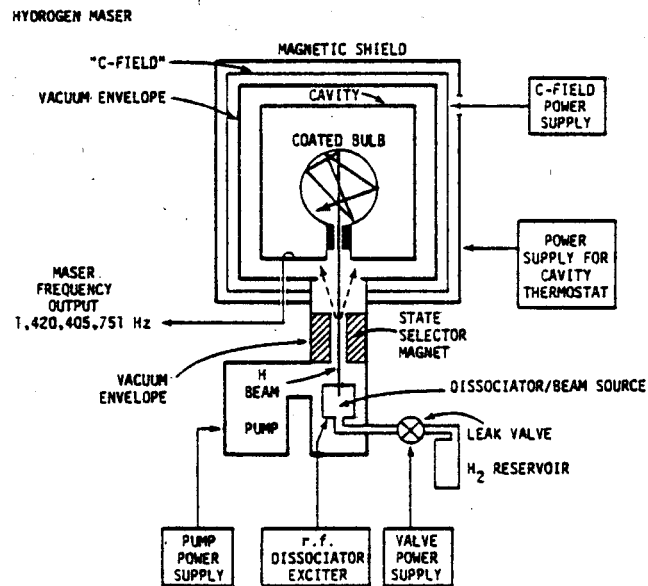 HYDROGEN MASER
MAGNETIC SHIELD
"C-FIELD"
VACUUM ENVELOPE
CAVITY
C-FIELD
POWER
SUPPLY
COATED BULB
POWER
SUPPLY FOR
CAVITY
THERMOSTAT
MASER
FREQUENCY
OUTPUT
1,420,405,751 Hz
STATE
SELECTOR
MAGNET
VACUUM
ENVELOPE
H
BEAM
DISSOCIATOR/BEAM SOURCE
PUMP
LEAK VALVE
H2 RESERVOIR
PUMP
POWER
SUPPLY
r.f.
DISSOCIATOR
EXCITER
VALVE
POWER
SUPPLY